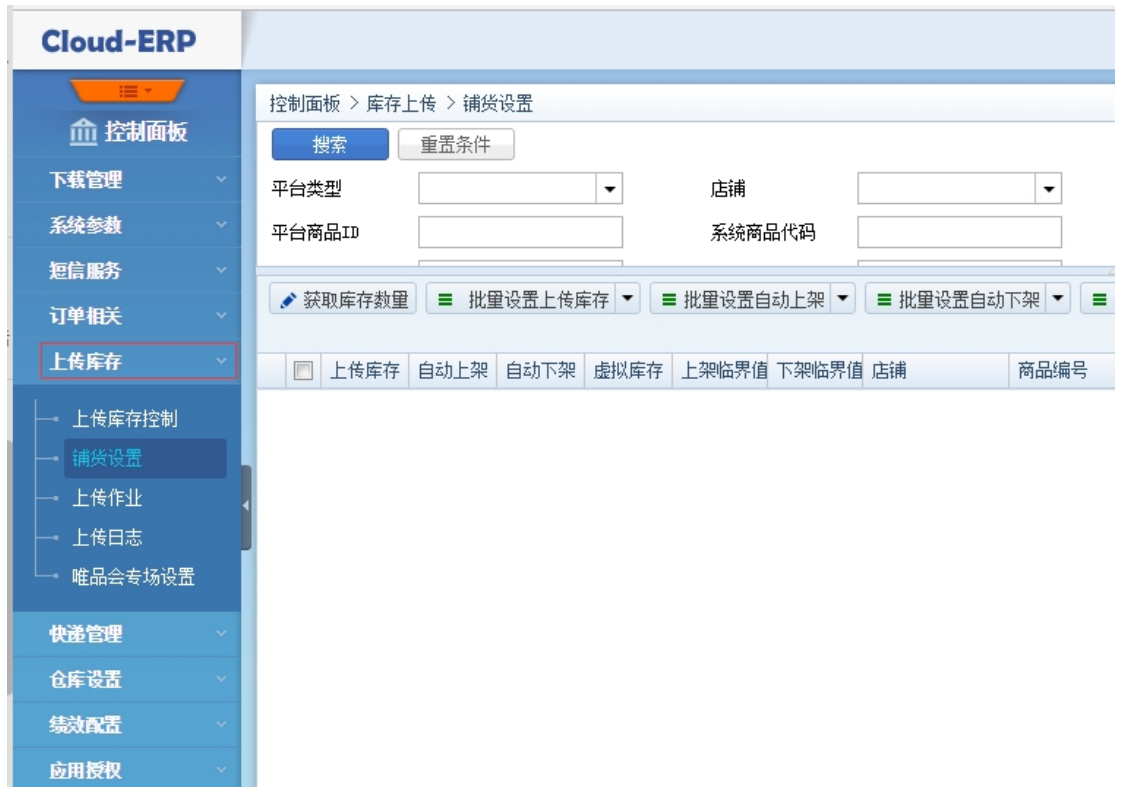 Cloud-ERP
控制面板
下载管理
系统参数
短信服务
订单相关
上传库存
上传库存控制
铺货设置
上传作业
上传日志
唯品会专场设置
快递管理
仓库设置
绩效配置
应用授权
控制面板 > 库存上传 > 铺货设置
搜索 重置条件
平台类型 店铺
平台商品ID 系统商品代码
获取库存数量 批量设置上传库存 批量设置自动上架 批量设置自动下架
上传库存 自动上架 自动下架 虚拟库存 上架临界值 下架临界值 店铺 商品编号